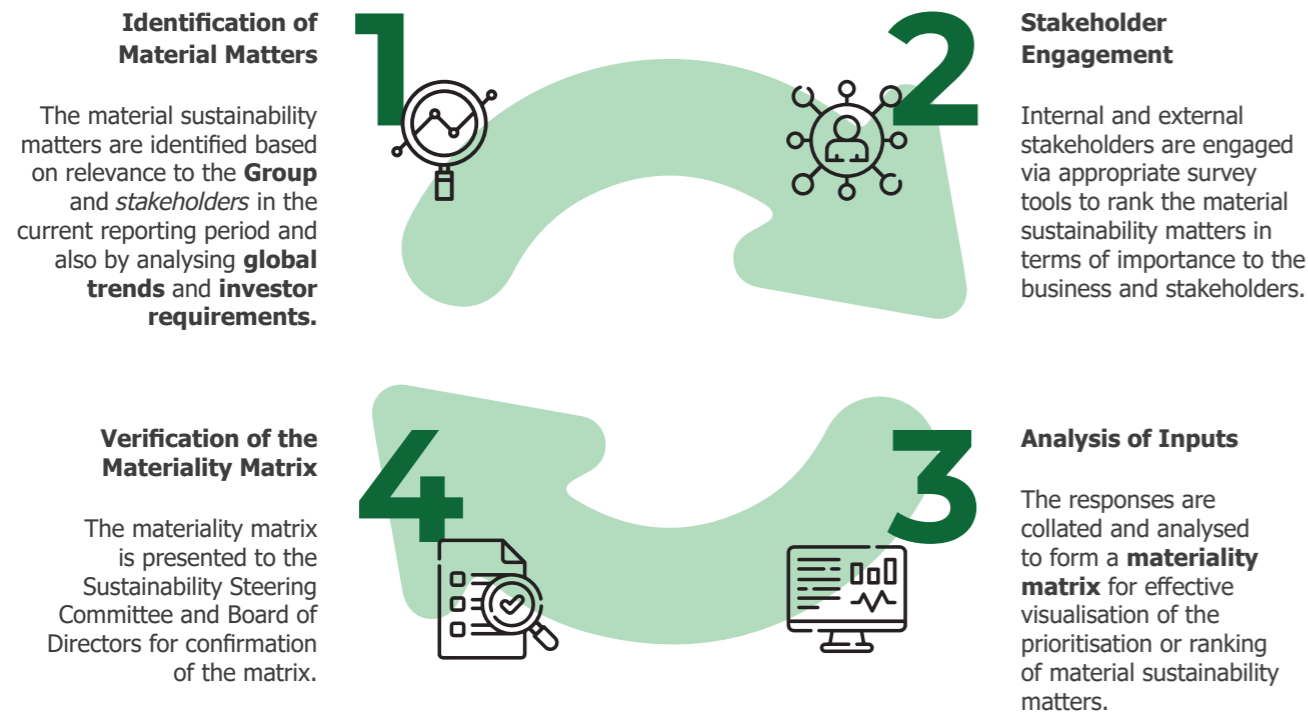 1
Identification of
Material Matters
The material sustainability
matters are identified based
on relevance to the Group
and stakeholders in the
current reporting period and
also by analysing global
trends and investor
requirements.
2
Stakeholder
Engagement
Internal and external
stakeholders are engaged
via appropriate survey
tools to rank the material
sustainability matters in
terms of importance to the
business and stakeholders.
3
Analysis of Inputs
The responses are
collated and analysed
to form a materiality
matrix for effective
visualisation of the
prioritisation or ranking
of material sustainability
matters.
4
Verification of the
Materiality Matrix
The materiality matrix
is presented to the
Sustainability Steering
Committee and Board of
Directors for confirmation
of the matrix.